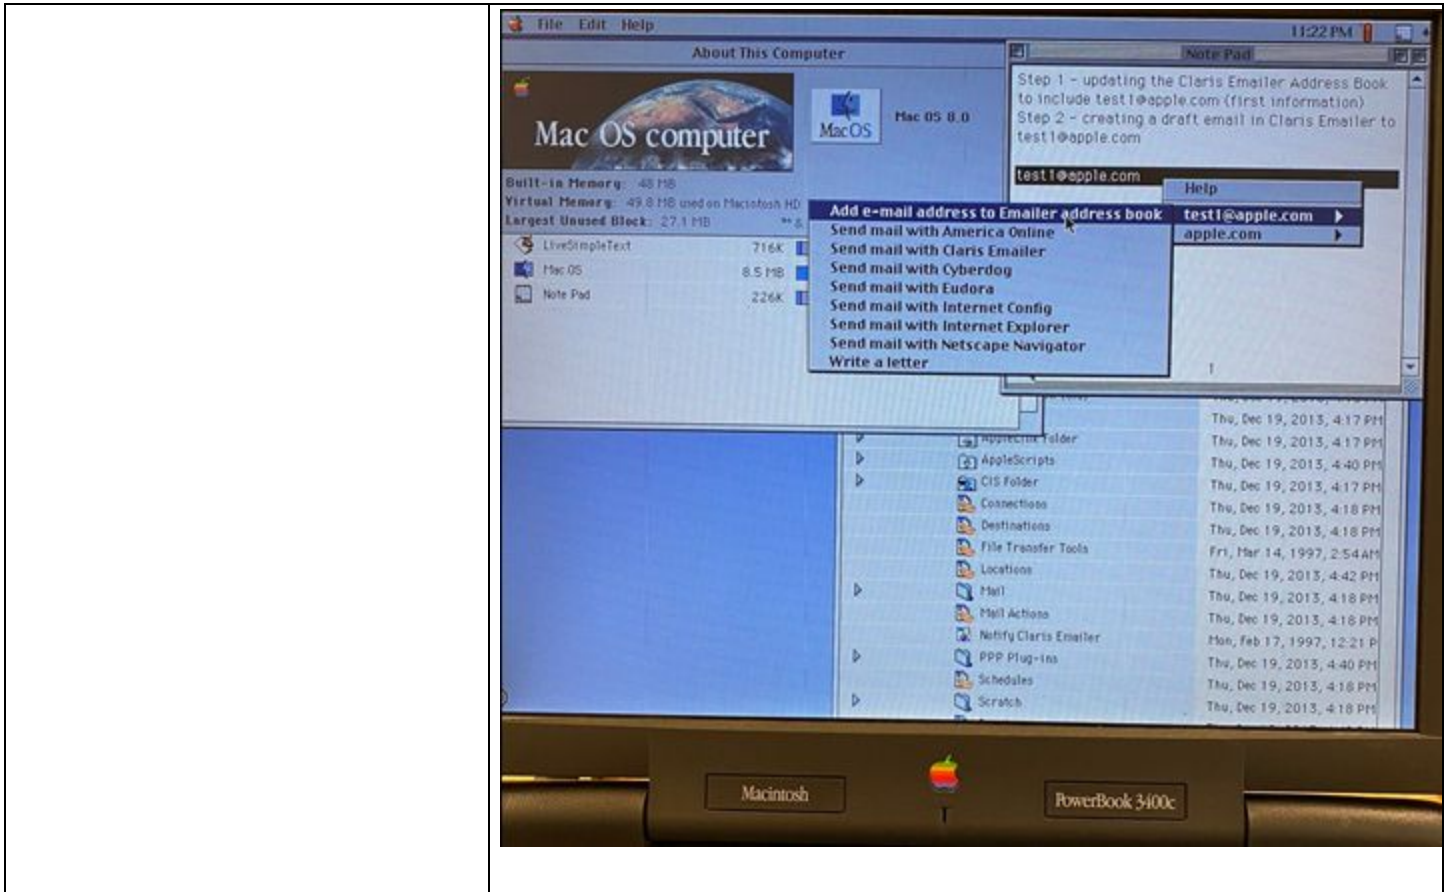 File Edit Help
11:22 PM
About This Computer
Mac OS computer
MacOS
Mac OS 8.0
Built-in Memory: 48 MB
Virtual Memory: 49.8 MB used on Macintosh HD
Largest Unused Block: 27.1 MB
LiveSimpleText 716K
Mac OS 8.5 MB
Note Pad 226K
Note Pad
Step 1 - updating the Claris Emailer Address Book
to include test1@apple.com (first information)
Step 2 - creating a draft email in Claris Emailer to
test1@apple.com
test1@apple.com
Help
test1@apple.com
apple.com
Add e-mail address to Emailer address book
Send mail with America Online
Send mail with Claris Emailer
Send mail with Cyberdog
Send mail with Eudora
Send mail with Internet Config
Send mail with Internet Explorer
Send mail with Netscape Navigator
Write a letter
1
Thu, Dec 19, 2013, 4:17 PM
AppleLink Folder Thu, Dec 19, 2013, 4:17 PM
AppleScripts Thu, Dec 19, 2013, 4:40 PM
CIS Folder Thu, Dec 19, 2013, 4:17 PM
Connections Thu, Dec 19, 2013, 4:18 PM
Destinations Thu, Dec 19, 2013, 4:18 PM
File Transfer Tools Fri, Mar 14, 1997, 2:54 AM
Locations Thu, Dec 19, 2013, 4:42 PM
Mail Thu, Dec 19, 2013, 4:18 PM
Mail Actions Thu, Dec 19, 2013, 4:18 PM
Notify Claris Emailer Mon, Feb 17, 1997, 12:21 P
PPP Plug-ins Thu, Dec 19, 2013, 4:40 PM
Schedules Thu, Dec 19, 2013, 4:18 PM
Scratch Thu, Dec 19, 2013, 4:18 PM
Macintosh
PowerBook 3400c